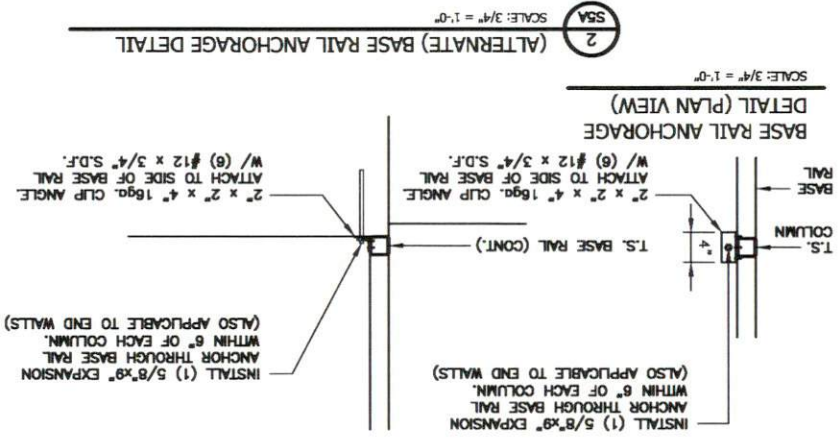 INSTALL (1) 5/8"x9" EXPANSION
ANCHOR THROUGH BASE RAIL
WITHIN 6" OF EACH COLUMN.
(ALSO APPLICABLE TO END WALLS)
T.S.
COLUMN
4"
BASE
RAIL
2" x 2" x 4" 16ga. CLIP ANGLE
ATTACH TO SIDE OF BASE RAIL
W/ (6) #12 x 3/4" S.D.F.
BASE RAIL ANCHORAGE
DETAIL (PLAN VIEW)
SCALE: 3/4" = 1'-0"
INSTALL (1) 5/8"x9" EXPANSION
ANCHOR THROUGH BASE RAIL
WITHIN 6" OF EACH COLUMN.
(ALSO APPLICABLE TO END WALLS)
T.S. BASE RAIL (CONT.)
2" x 2" x 4" 16ga. CLIP ANGLE
ATTACH TO SIDE OF BASE RAIL
W/ (6) #12 x 3/4" S.D.F.
2
S5A
(ALTERNATE) BASE RAIL ANCHORAGE DETAIL
SCALE: 3/4" = 1'-0"